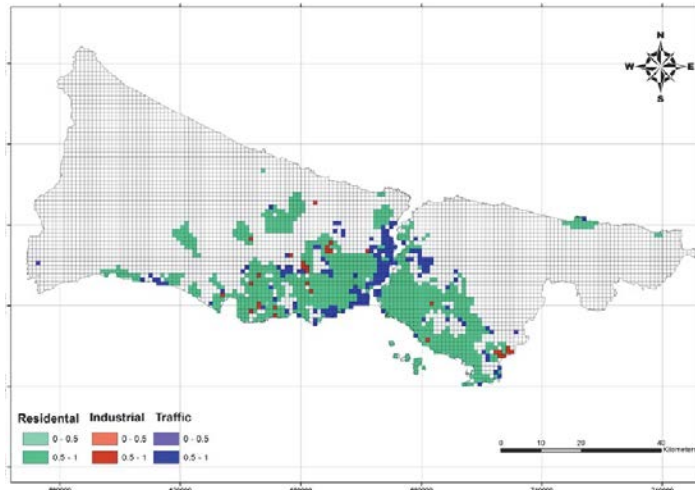 N
W E
S
Residental Industrial Traffic
0 - 0.5 0 - 0.5 0 - 0.5
0.5 - 1 0.5 - 1 0.5 - 1
0 10 20 40
Kilometers